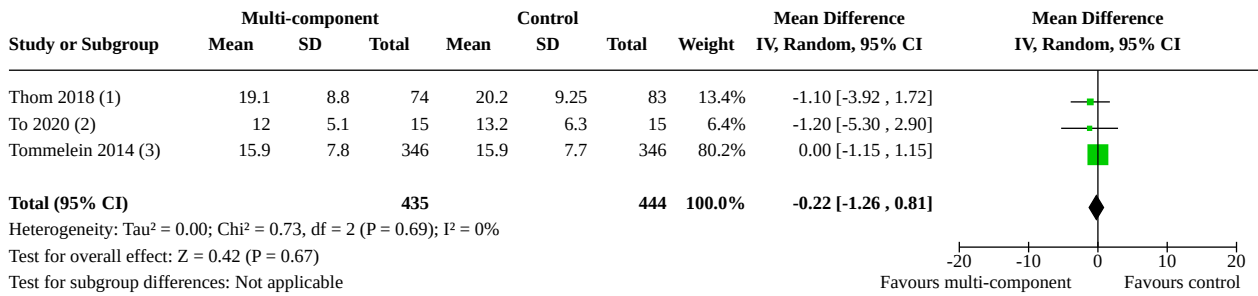 Multi-component Control Mean Difference Mean Difference
Study or Subgroup Mean SD Total Mean SD Total Weight IV, Random, 95% CI IV, Random, 95% CI
Thom 2018 (1) 19.1 8.8 74 20.2 9.25 83 13.4% -1.10 [-3.92 , 1.72]
To 2020 (2) 12 5.1 15 13.2 6.3 15 6.4% -1.20 [-5.30 , 2.90]
Tommelein 2014 (3) 15.9 7.8 346 15.9 7.7 346 80.2% 0.00 [-1.15 , 1.15]
Total (95% CI) 435 444 100.0% -0.22 [-1.26 , 0.81]
Heterogeneity: Tau² = 0.00; Chi² = 0.73, df = 2 (P = 0.69); I² = 0%
Test for overall effect: Z = 0.42 (P = 0.67)
-20 -10 0 10 20
Test for subgroup differences: Not applicable
Favours multi-component Favours control